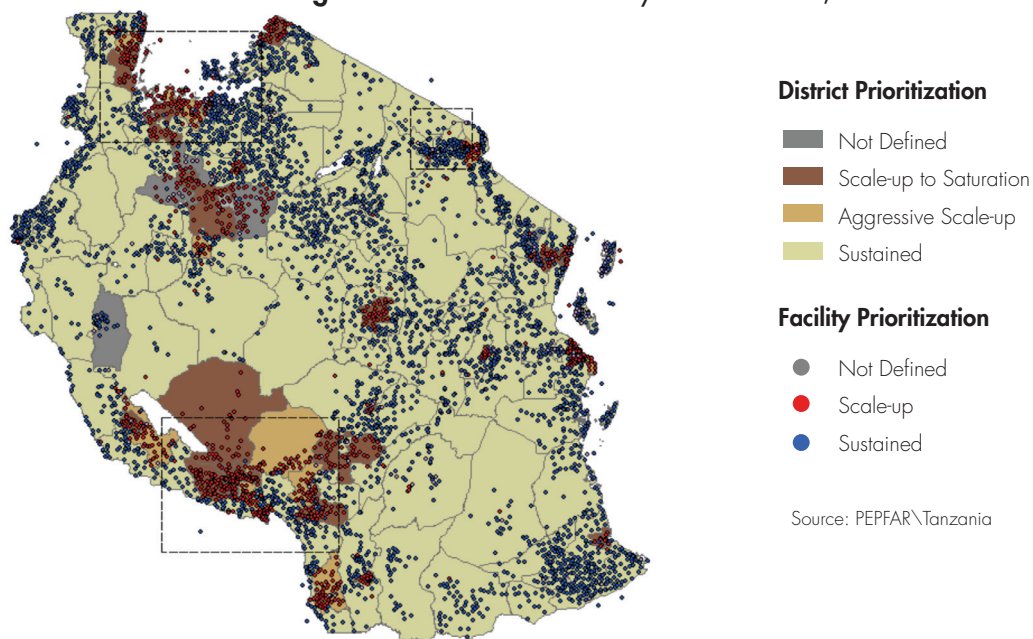 District Prioritization
Not Defined
Scale-up to Saturation
Aggressive Scale-up
Sustained
Facility Prioritization
Not Defined
Scale-up
Sustained
Source: PEPFAR\Tanzania